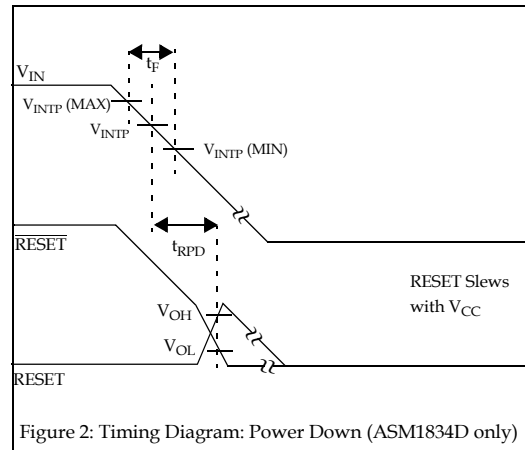 t_F
V_IN
V_INTP (MAX)
V_INTP
V_INTP (MIN)
RESET
t_RPD
RESET Slews
with V_CC
V_OH
V_OL
RESET
Figure 2: Timing Diagram: Power Down (ASM1834D only)